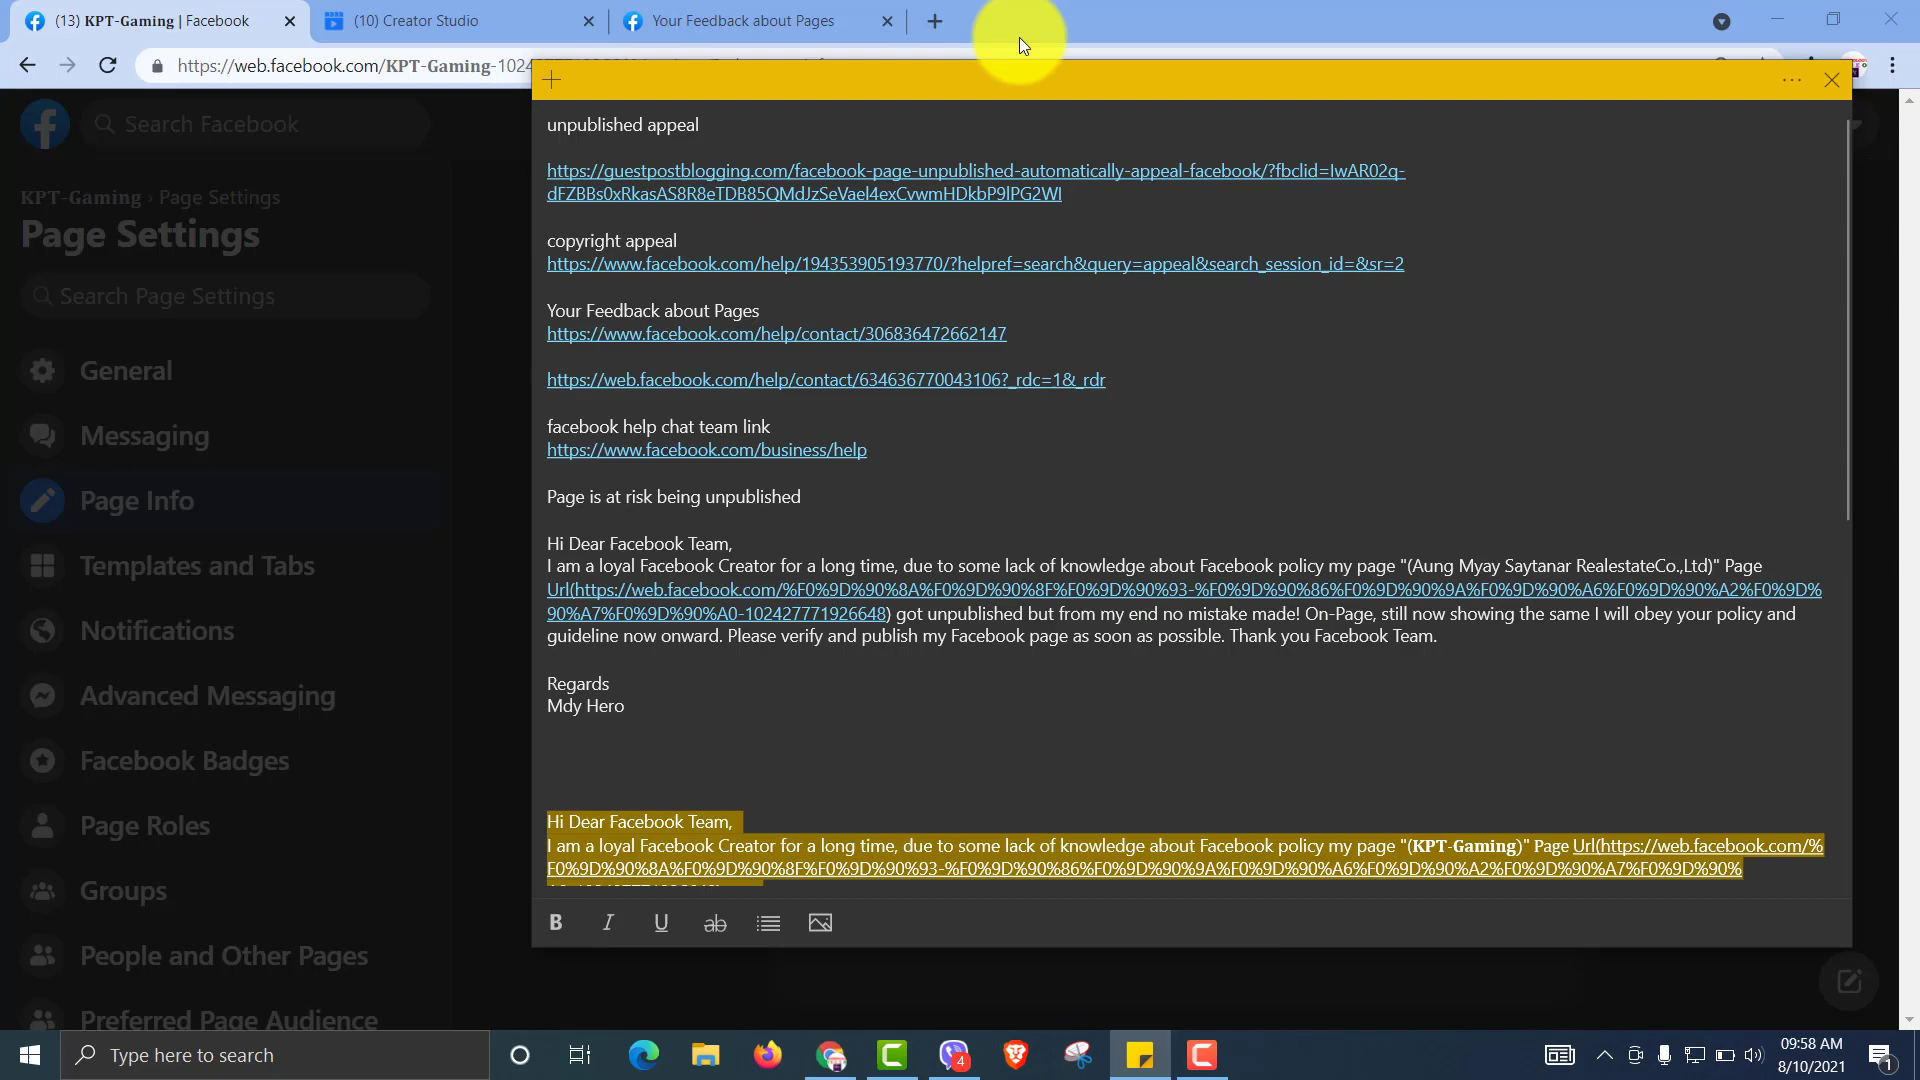 (13) KPT-Gaming | Facebook
(10) Creator Studio
Your Feedback about Pages
https://web.facebook.com/KPT-Gaming-1024
Search Facebook
KPT-Gaming › Page Settings
Page Settings
Search Page Settings
General
Messaging
Page Info
Templates and Tabs
Notifications
Advanced Messaging
Facebook Badges
Page Roles
Groups
People and Other Pages
Preferred Page Audience
unpublished appeal
https://guestpostblogging.com/facebook-page-unpublished-automatically-appeal-facebook/?fbclid=IwAR02q-
dFZBBs0xRkasAS8R8eTDB85QMdJzSeVael4exCvwmHDkbP9lPG2WI
copyright appeal
https://www.facebook.com/help/194353905193770/?helpref=search&query=appeal&search_session_id=&sr=2
Your Feedback about Pages
https://www.facebook.com/help/contact/306836472662147
https://web.facebook.com/help/contact/634636770043106?_rdc=1&_rdr
facebook help chat team link
https://www.facebook.com/business/help
Page is at risk being unpublished
Hi Dear Facebook Team,
I am a loyal Facebook Creator for a long time, due to some lack of knowledge about Facebook policy my page "(Aung Myay Saytanar RealestateCo.,Ltd)" Page
Url(https://web.facebook.com/%F0%9D%90%8A%F0%9D%90%8F%F0%9D%90%93-%F0%9D%90%86%F0%9D%90%9A%F0%9D%90%A6%F0%9D%90%A2%F0%9D%
90%A7%F0%9D%90%A0-102427771926648) got unpublished but from my end no mistake made! On-Page, still now showing the same I will obey your policy and
guideline now onward. Please verify and publish my Facebook page as soon as possible. Thank you Facebook Team.
Regards
Mdy Hero
Hi Dear Facebook Team,
I am a loyal Facebook Creator for a long time, due to some lack of knowledge about Facebook policy my page "(KPT-Gaming)" Page Url(https://web.facebook.com/%
F0%9D%90%8A%F0%9D%90%8F%F0%9D%90%93-%F0%9D%90%86%F0%9D%90%9A%F0%9D%90%A6%F0%9D%90%A2%F0%9D%90%A7%F0%9D%90%
B I U ab
Type here to search
4
09:58 AM
8/10/2021
1